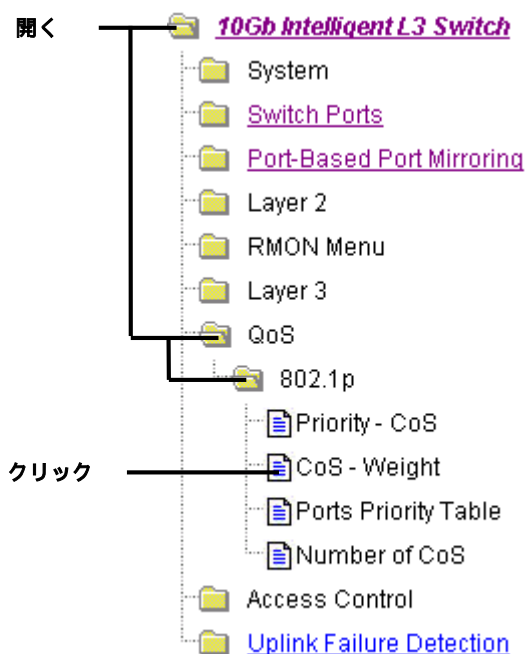 開く
10Gb Intelligent L3 Switch
System
Switch Ports
Port-Based Port Mirroring
Layer 2
RMON Menu
Layer 3
QoS
802.1p
Priority - CoS
クリック
CoS - Weight
Ports Priority Table
Number of CoS
Access Control
Uplink Failure Detection